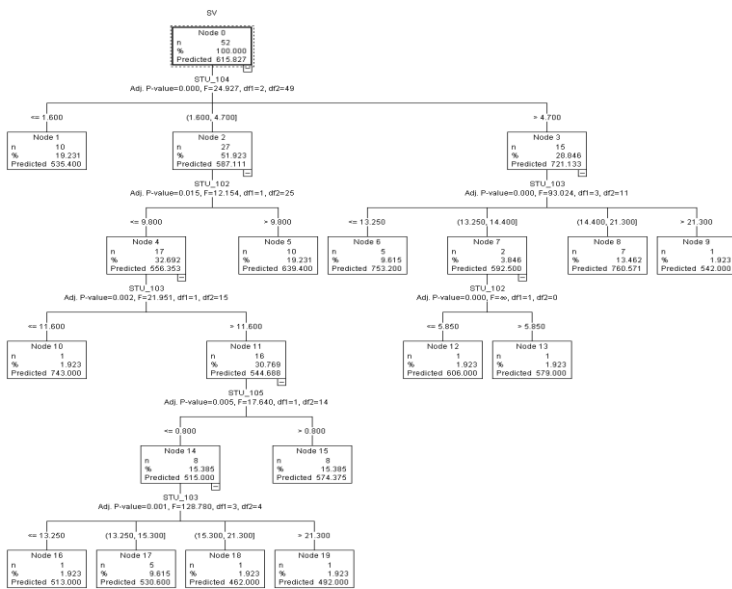 SV
Node 0
n 52
% 100.000
Predicted 615.827
STU_104
Adj. P-value=0.000, F=24.927, df1=2, df2=49
<= 1.600
(1.600, 4.700]
> 4.700
Node 1
n 10
% 19.231
Predicted 535.400
Node 2
n 27
% 51.923
Predicted 587.111
Node 3
n 15
% 28.846
Predicted 721.133
STU_102
Adj. P-value=0.015, F=12.154, df1=1, df2=25
STU_103
Adj. P-value=0.000, F=93.024, df1=3, df2=11
<= 9.800
> 9.800
<= 13.250
(13.250, 14.400]
(14.400, 21.300]
> 21.300
Node 4
n 17
% 32.692
Predicted 556.353
Node 5
n 10
% 19.231
Predicted 639.400
Node 6
n 5
% 9.615
Predicted 753.200
Node 7
n 2
% 3.846
Predicted 592.500
Node 8
n 7
% 13.462
Predicted 760.571
Node 9
n 1
% 1.923
Predicted 542.000
STU_103
Adj. P-value=0.002, F=21.951, df1=1, df2=15
STU_102
Adj. P-value=0.000, F=∞, df1=1, df2=0
<= 11.600
> 11.600
<= 5.850
> 5.850
Node 10
n 1
% 1.923
Predicted 743.000
Node 11
n 16
% 30.769
Predicted 544.688
Node 12
n 1
% 1.923
Predicted 606.000
Node 13
n 1
% 1.923
Predicted 579.000
STU_105
Adj. P-value=0.005, F=17.640, df1=1, df2=14
<= 0.800
> 0.800
Node 14
n 8
% 15.385
Predicted 515.000
Node 15
n 8
% 15.385
Predicted 574.375
STU_103
Adj. P-value=0.001, F=128.780, df1=3, df2=4
<= 13.250
(13.250, 15.300]
(15.300, 21.300]
> 21.300
Node 16
n 1
% 1.923
Predicted 513.000
Node 17
n 5
% 9.615
Predicted 530.600
Node 18
n 1
% 1.923
Predicted 462.000
Node 19
n 1
% 1.923
Predicted 492.000